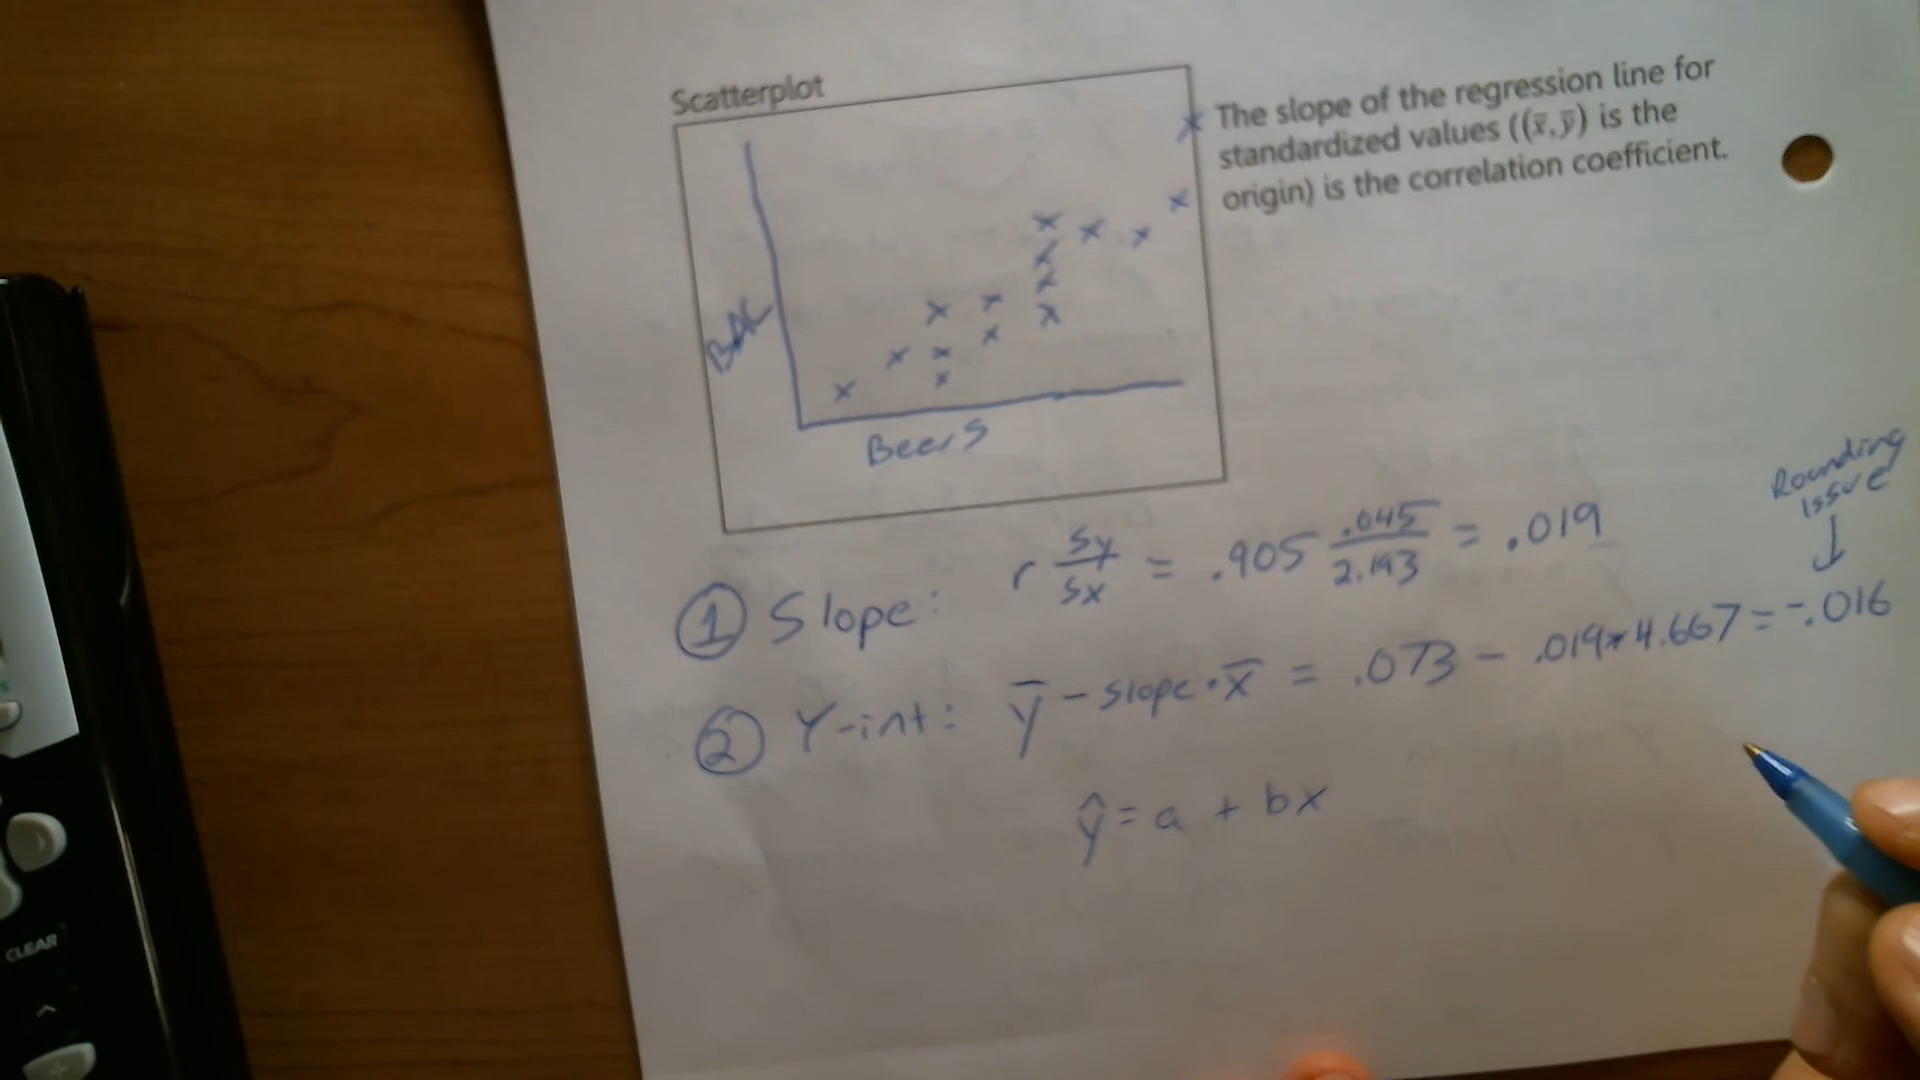 Scatterplot
The slope of the regression line for
standardized values ((x̄,ȳ) is the
origin) is the correlation coefficient.
BAC
Beers
① Slope: r sy/sx = .905 .045/2.193 = .019
Rounding
issue
② Y-int: ȳ - slope · x̄ = .073 - .019*4.667 = -.016
ŷ = a + bx
CLEAR